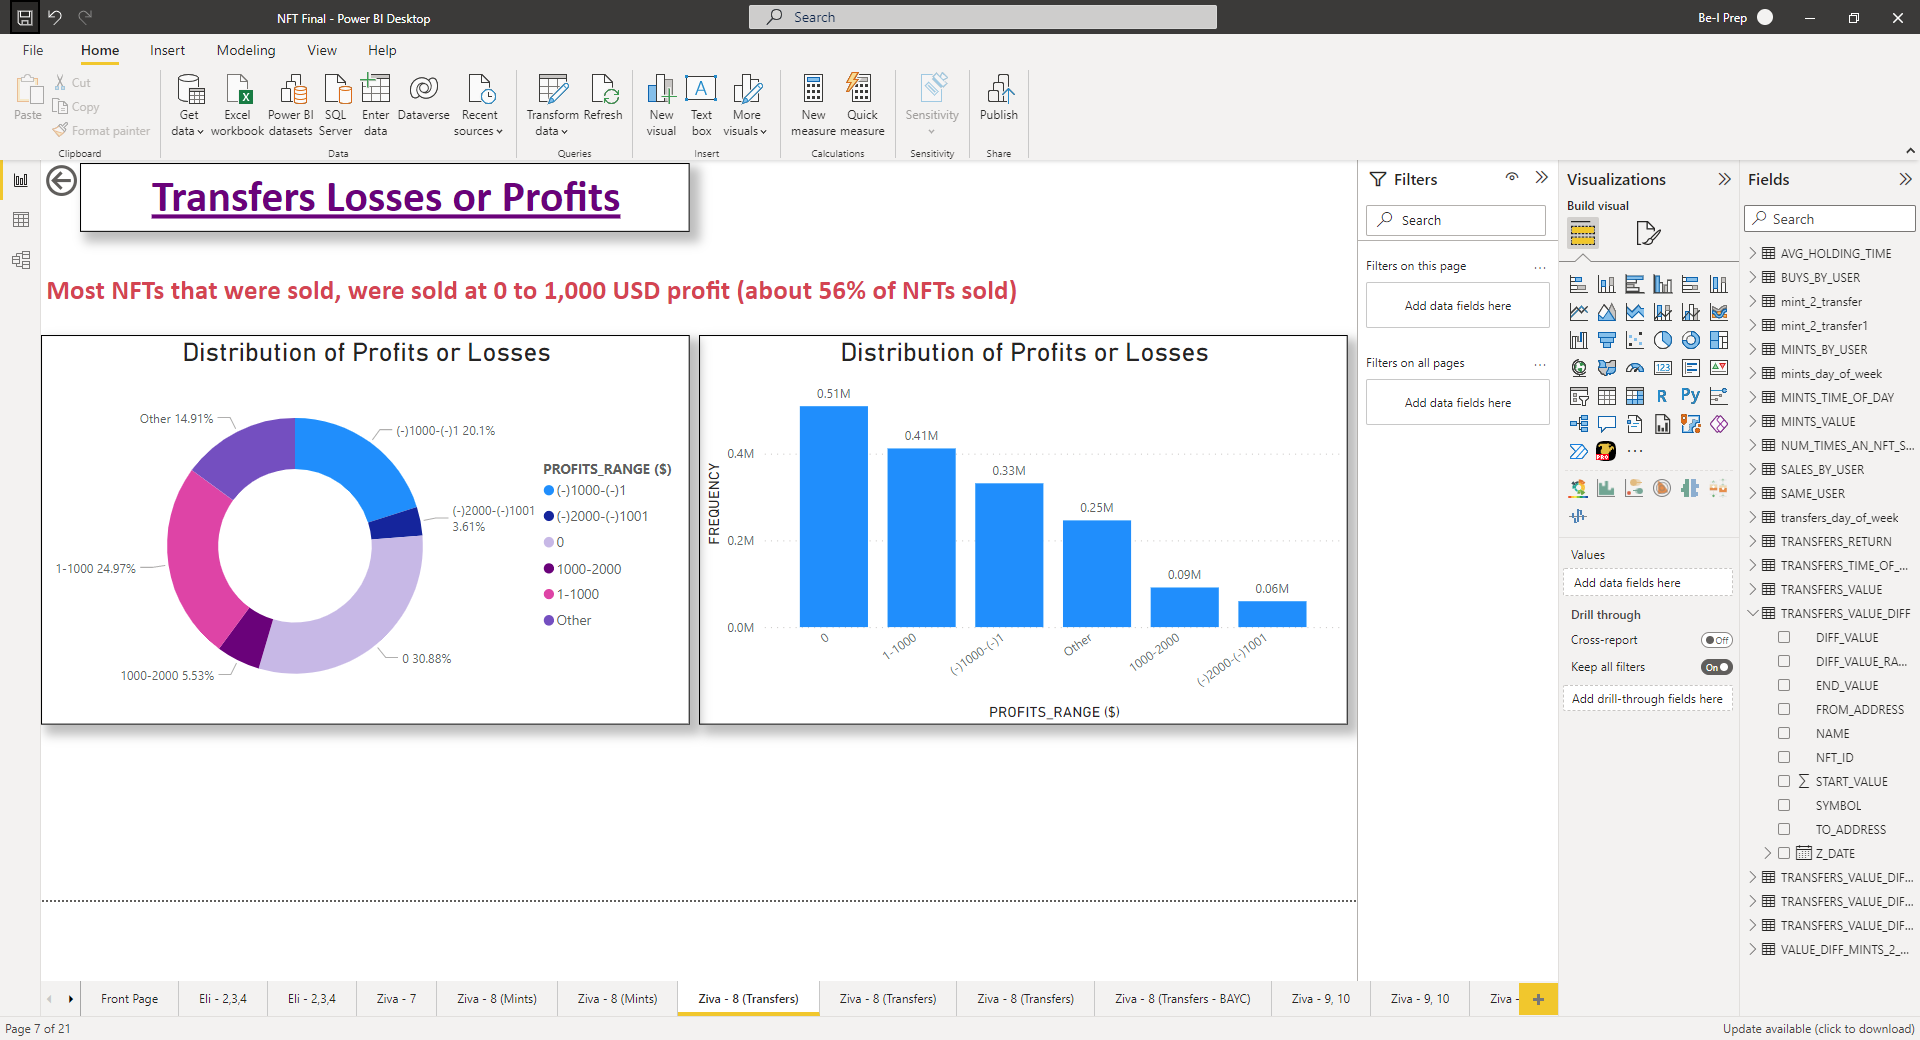 NFT Final - Power BI Desktop
Search
Be-I Prep
File Home Insert Modeling View Help
Paste
Cut
Copy
Format painter
Clipboard
Get data
Excel workbook
Power BI datasets
SQL Server
Enter data
Dataverse
Recent sources
Data
Transform data
Refresh
Queries
New visual
Text box
More visuals
Insert
New measure
Quick measure
Calculations
Sensitivity
Sensitivity
Publish
Share
Transfers Losses or Profits
Most NFTs that were sold, were sold at 0 to 1,000 USD profit (about 56% of NFTs sold)
Distribution of Profits or Losses
Other 14.91%
(-)1000-(-)1 20.1%
(-)2000-(-)1001
3.61%
1-1000 24.97%
0 30.88%
1000-2000 5.53%
PROFITS_RANGE ($)
(-)1000-(-)1
(-)2000-(-)1001
0
1000-2000
1-1000
Other
Distribution of Profits or Losses
FREQUENCY
0.4M
0.2M
0.0M
0.51M
0.41M
0.33M
0.25M
0.09M
0.06M
0
1-1000
(-)1000-(-)1
Other
1000-2000
(-)2000-(-)1001
PROFITS_RANGE ($)
Filters
Search
Filters on this page
...
Add data fields here
Filters on all pages
...
Add data fields here
Visualizations
Build visual
123
R
Py
PRO
...
Values
Add data fields here
Drill through
Cross-report
Off
Keep all filters
On
Add drill-through fields here
Fields
Search
AVG_HOLDING_TIME
BUYS_BY_USER
mint_2_transfer
mint_2_transfer1
MINTS_BY_USER
mints_day_of_week
MINTS_TIME_OF_DAY
MINTS_VALUE
NUM_TIMES_AN_NFT_S...
SALES_BY_USER
SAME_USER
transfers_day_of_week
TRANSFERS_RETURN
TRANSFERS_TIME_OF_...
TRANSFERS_VALUE
TRANSFERS_VALUE_DIFF
DIFF_VALUE
DIFF_VALUE_RA...
END_VALUE
FROM_ADDRESS
NAME
NFT_ID
START_VALUE
SYMBOL
TO_ADDRESS
Z_DATE
TRANSFERS_VALUE_DIF...
TRANSFERS_VALUE_DIF...
TRANSFERS_VALUE_DIF...
VALUE_DIFF_MINTS_2_...
Front Page
Eli - 2,3,4
Eli - 2,3,4
Ziva - 7
Ziva - 8 (Mints)
Ziva - 8 (Mints)
Ziva - 8 (Transfers)
Ziva - 8 (Transfers)
Ziva - 8 (Transfers)
Ziva - 8 (Transfers - BAYC)
Ziva - 9, 10
Ziva - 9, 10
Ziva -
Page 7 of 21
Update available (click to download)